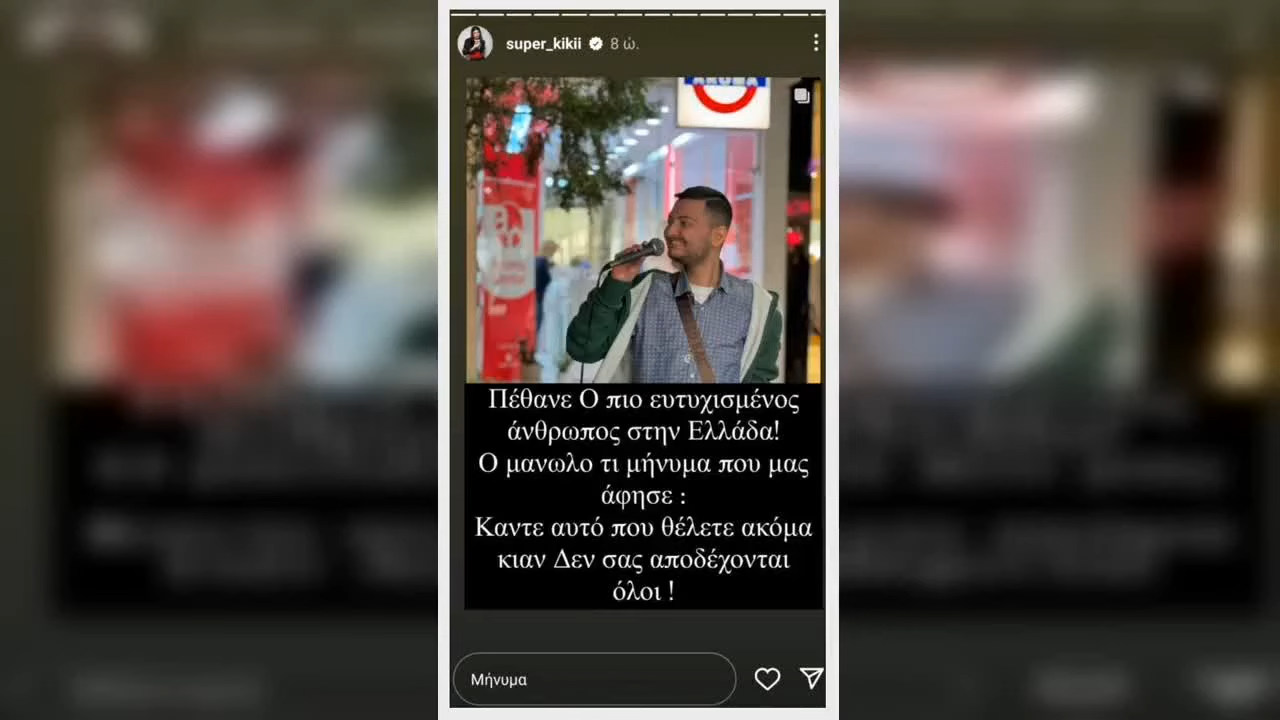 super_kikii 8 ώ.
Πέθανε Ο πιο ευτυχισμένος
άνθρωπος στην Ελλάδα!
Ο μανωλο τι μήνυμα που μας
άφησε :
Καντε αυτό που θέλετε ακόμα
κιαν Δεν σας αποδέχονται
όλοι !
Μήνυμα